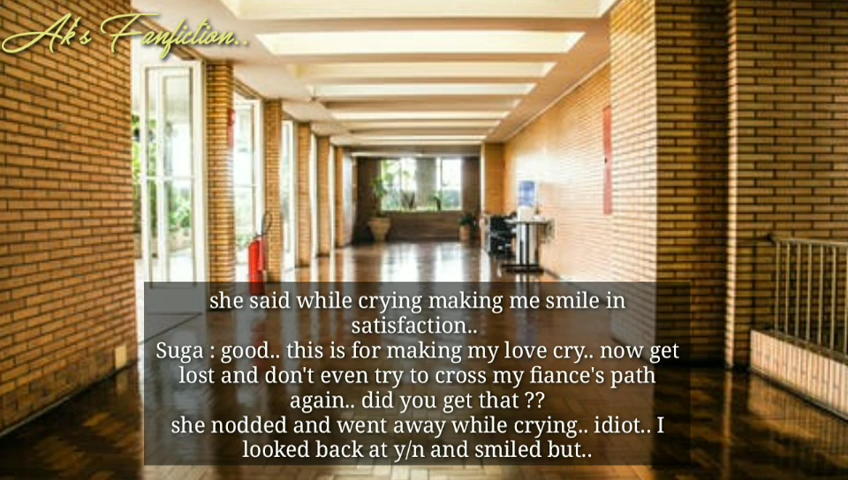 Ak's Fanfiction..
she said while crying making me smile in
satisfaction..
Suga : good.. this is for making my love cry.. now get
lost and don't even try to cross my fiance's path
again.. did you get that ??
she nodded and went away while crying.. idiot.. I
looked back at y/n and smiled but..